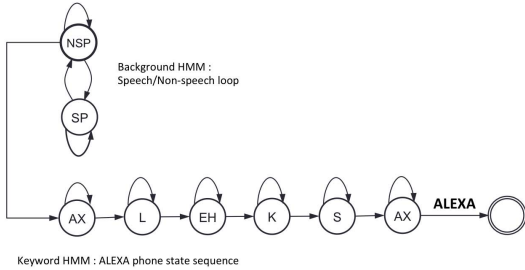 NSP
Background HMM :
Speech/Non-speech loop
SP
ALEXA
AX L EH K S AX
Keyword HMM : ALEXA phone state sequence